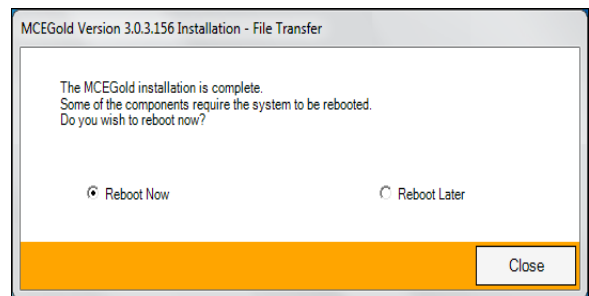 MCEGold Version 3.0.3.156 Installation - File Transfer
The MCEGold installation is complete.
Some of the components require the system to be rebooted.
Do you wish to reboot now?
Reboot Now
Reboot Later
Close